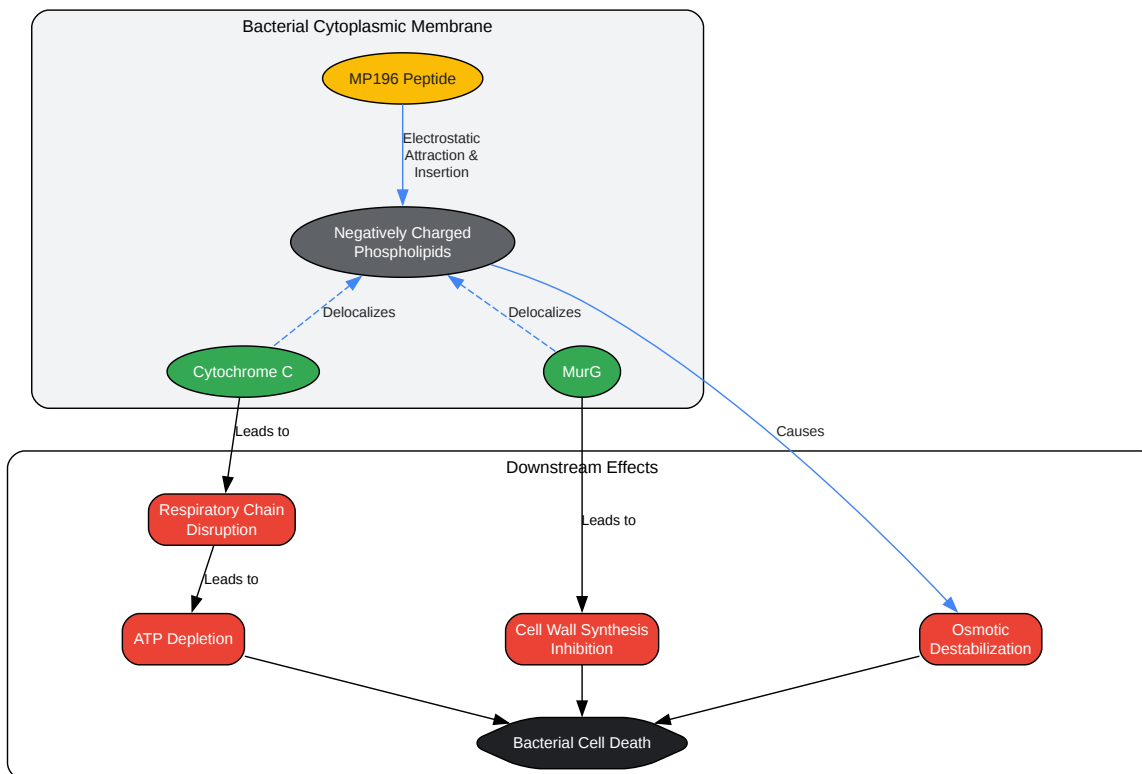 Bacterial Cytoplasmic Membrane
MP196 Peptide
Electrostatic
Attraction &
Insertion
Negatively Charged
Phospholipids
Delocalizes
Delocalizes
Cytochrome C
MurG
Leads to
Causes
Downstream Effects
Respiratory Chain
Disruption
Leads to
Leads to
ATP Depletion
Cell Wall Synthesis
Inhibition
Osmotic
Destabilization
Bacterial Cell Death